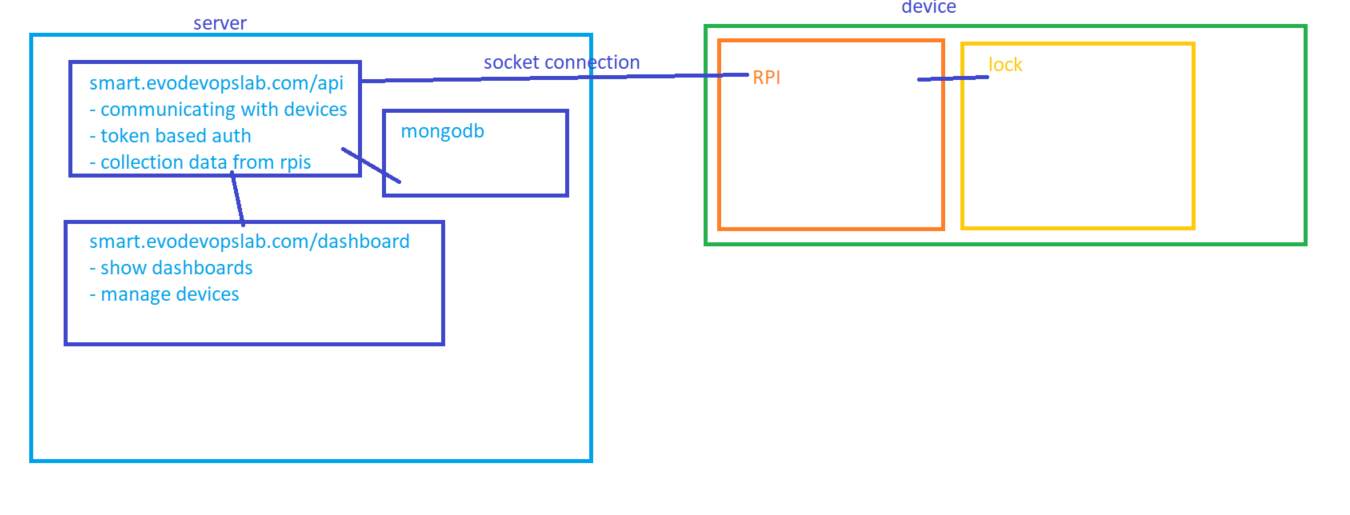 server
device
socket connection
smart.evodevopslab.com/api
- communicating with devices
- token based auth
- collection data from rpis
mongodb
RPI
lock
smart.evodevopslab.com/dashboard
- show dashboards
- manage devices